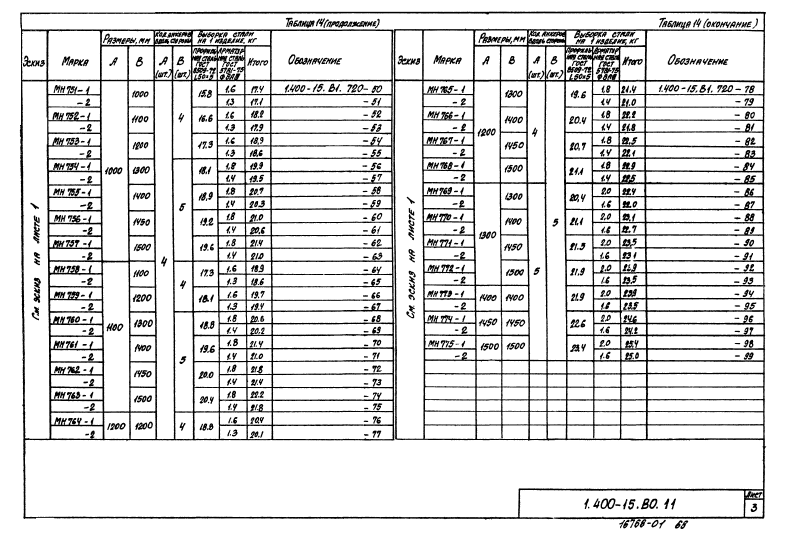 Таблица 14 (продолжение)
Таблица 14 (окончание)
Эскиз Марка Размеры, мм А В Кол. анкеров вдоль стороны А (шт.) В (шт.) Выборка стали на 1 изделие, кг Профильная сталь ГОСТ 8509-72 L50×5 Арматурная сталь ГОСТ 5781-75 Итого Обозначение
См. эскиз на листе 1
МН 751-1 1000 1000 4 4 15.8 1.6 17.4 1.400-15.В1.720-50
-2 1.3 17.1 -51
МН 752-1 1100 16.6 1.6 18.2 -52
-2 1.3 17.9 -53
МН 753-1 1200 17.3 1.6 18.9 -54
-2 1.3 18.6 -55
МН 754-1 1300 5 18.1 1.8 19.9 -56
-2 1.4 19.5 -57
МН 755-1 1400 18.9 1.8 20.7 -58
-2 1.4 20.3 -59
МН 756-1 1450 19.2 1.8 21.0 -60
-2 1.4 20.6 -61
МН 757-1 1500 19.6 1.8 21.4 -62
-2 1.4 21.0 -63
МН 758-1 1100 1100 4 17.3 1.6 18.9 -64
-2 1.3 18.6 -65
МН 759-1 1200 18.1 1.6 19.7 -66
-2 1.3 19.4 -67
МН 760-1 1300 5 18.8 1.8 20.6 -68
-2 1.4 20.2 -69
МН 761-1 1400 19.6 1.8 21.4 -70
-2 1.4 21.0 -71
МН 762-1 1450 20.0 1.8 21.8 -72
-2 1.4 21.4 -73
МН 763-1 1500 20.4 1.8 22.2 -74
-2 1.4 21.8 -75
МН 764-1 1200 1200 4 18.8 1.6 20.4 -76
-2 1.3 20.1 -77
Эскиз Марка Размеры, мм А В Кол. анкеров вдоль стороны А (шт.) В (шт.) Выборка стали на 1 изделие, кг Профильная сталь ГОСТ 8509-72 L50×5 Арматурная сталь ГОСТ 5781-75 Итого Обозначение
См. эскиз на листе 1
МН 765-1 1200 1300 4 5 19.6 1.8 21.4 1.400-15.В1.720-78
-2 1.4 21.0 -79
МН 766-1 1400 20.4 1.8 22.2 -80
-2 1.4 21.8 -81
МН 767-1 1450 20.7 1.8 22.5 -82
-2 1.4 22.1 -83
МН 768-1 1500 21.1 1.8 22.9 -84
-2 1.4 22.5 -85
МН 769-1 1300 1300 5 20.4 2.0 22.4 -86
-2 1.6 22.0 -87
МН 770-1 1400 21.1 2.0 23.1 -88
-2 1.6 22.7 -89
МН 771-1 1450 21.5 2.0 23.5 -90
-2 1.6 23.1 -91
МН 772-1 1500 21.9 2.0 23.9 -92
-2 1.6 23.5 -93
МН 773-1 1400 1400 21.9 2.0 23.9 -94
-2 1.6 23.5 -95
МН 774-1 1450 1450 22.6 2.0 24.6 -96
-2 1.6 24.2 -97
МН 775-1 1500 1500 23.4 2.0 25.4 -98
-2 1.6 25.0 -99
1.400-15.В0.11
Лист
3
16766-01 68